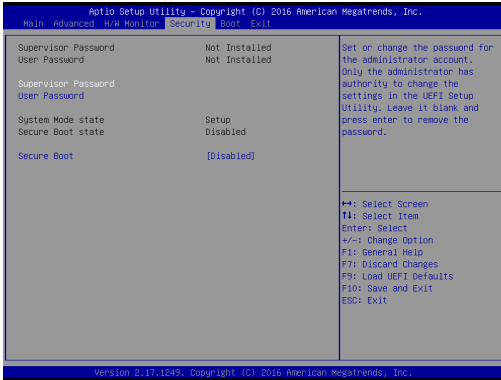 Aptio Setup Utility - Copyright (C) 2016 American Megatrends, Inc.
Main Advanced H/W Monitor Security Boot Exit
Supervisor Password Not Installed
User Password Not Installed
Supervisor Password
User Password
System Mode state Setup
Secure Boot state Disabled
Secure Boot [Disabled]
Set or change the password for
the administrator account.
Only the administrator has
authority to change the
settings in the UEFI Setup
Utility. Leave it blank and
press enter to remove the
password.
↔: Select Screen
↑↓: Select Item
Enter: Select
+/-: Change Option
F1: General Help
F7: Discard Changes
F9: Load UEFI Defaults
F10: Save and Exit
ESC: Exit
Version 2.17.1249. Copyright (C) 2016 American Megatrends, Inc.